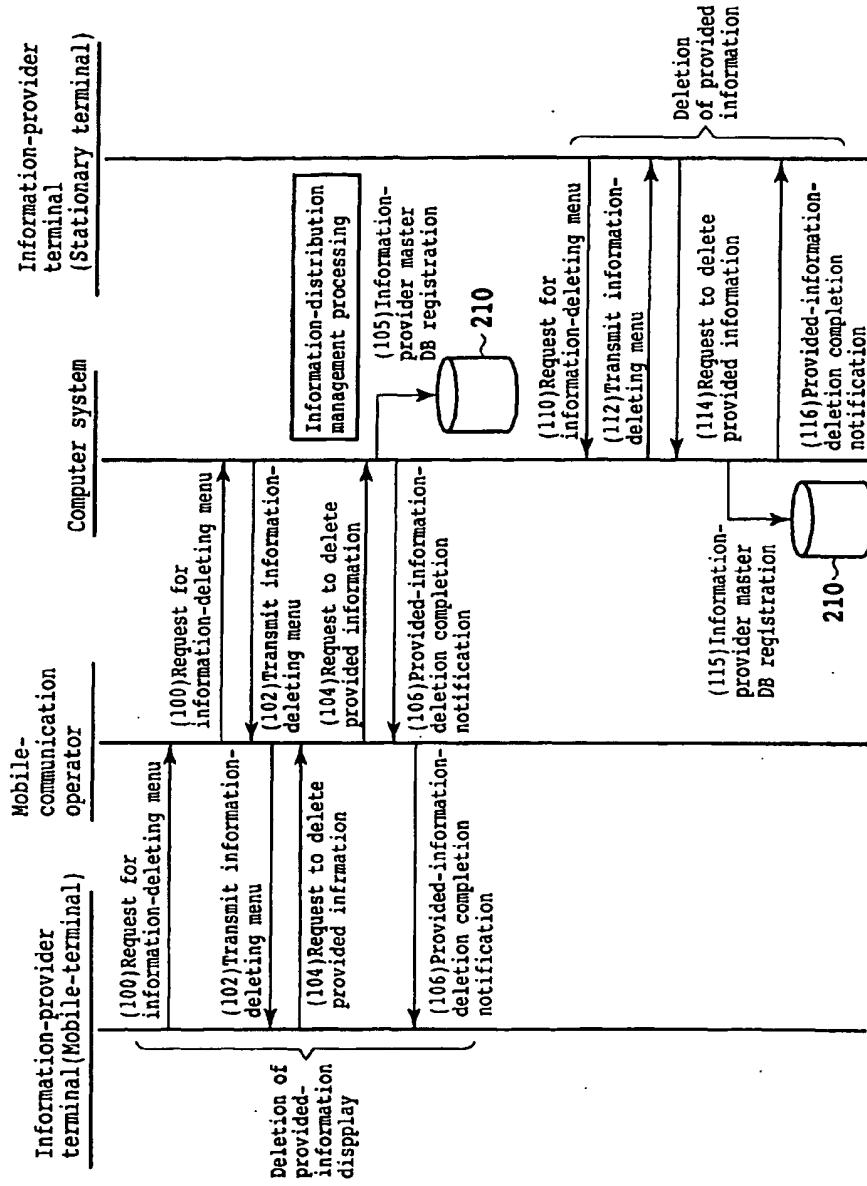 Information-provider
terminal(Mobile-terminal)
Mobile-
communication
operator
Computer system
Information-provider
terminal
(Stationary terminal)
Deletion of
provided-
information
dispplay
(100)Request for
information-deleting menu
(102)Transmit information-
deleting menu
(104)Request to delete
provided infrmation
(106)Provided-information-
deletion completion
notification
(100)Request for
information-deleting menu
(102)Transmit information-
deleting menu
(104)Request to delete
provided information
(106)Provided-information-
deletion completion
notification
Information-distribution
management processing
(105)Information-
provider master
DB registration
210
(110)Request for
information-deleting menu
(112)Transmit information-
deleting menu
(114)Request to delete
provided information
(116)Provided-information-
deletion completion
notification
Deletion
of provided
information
(115)Information-
provider master
DB registration
210